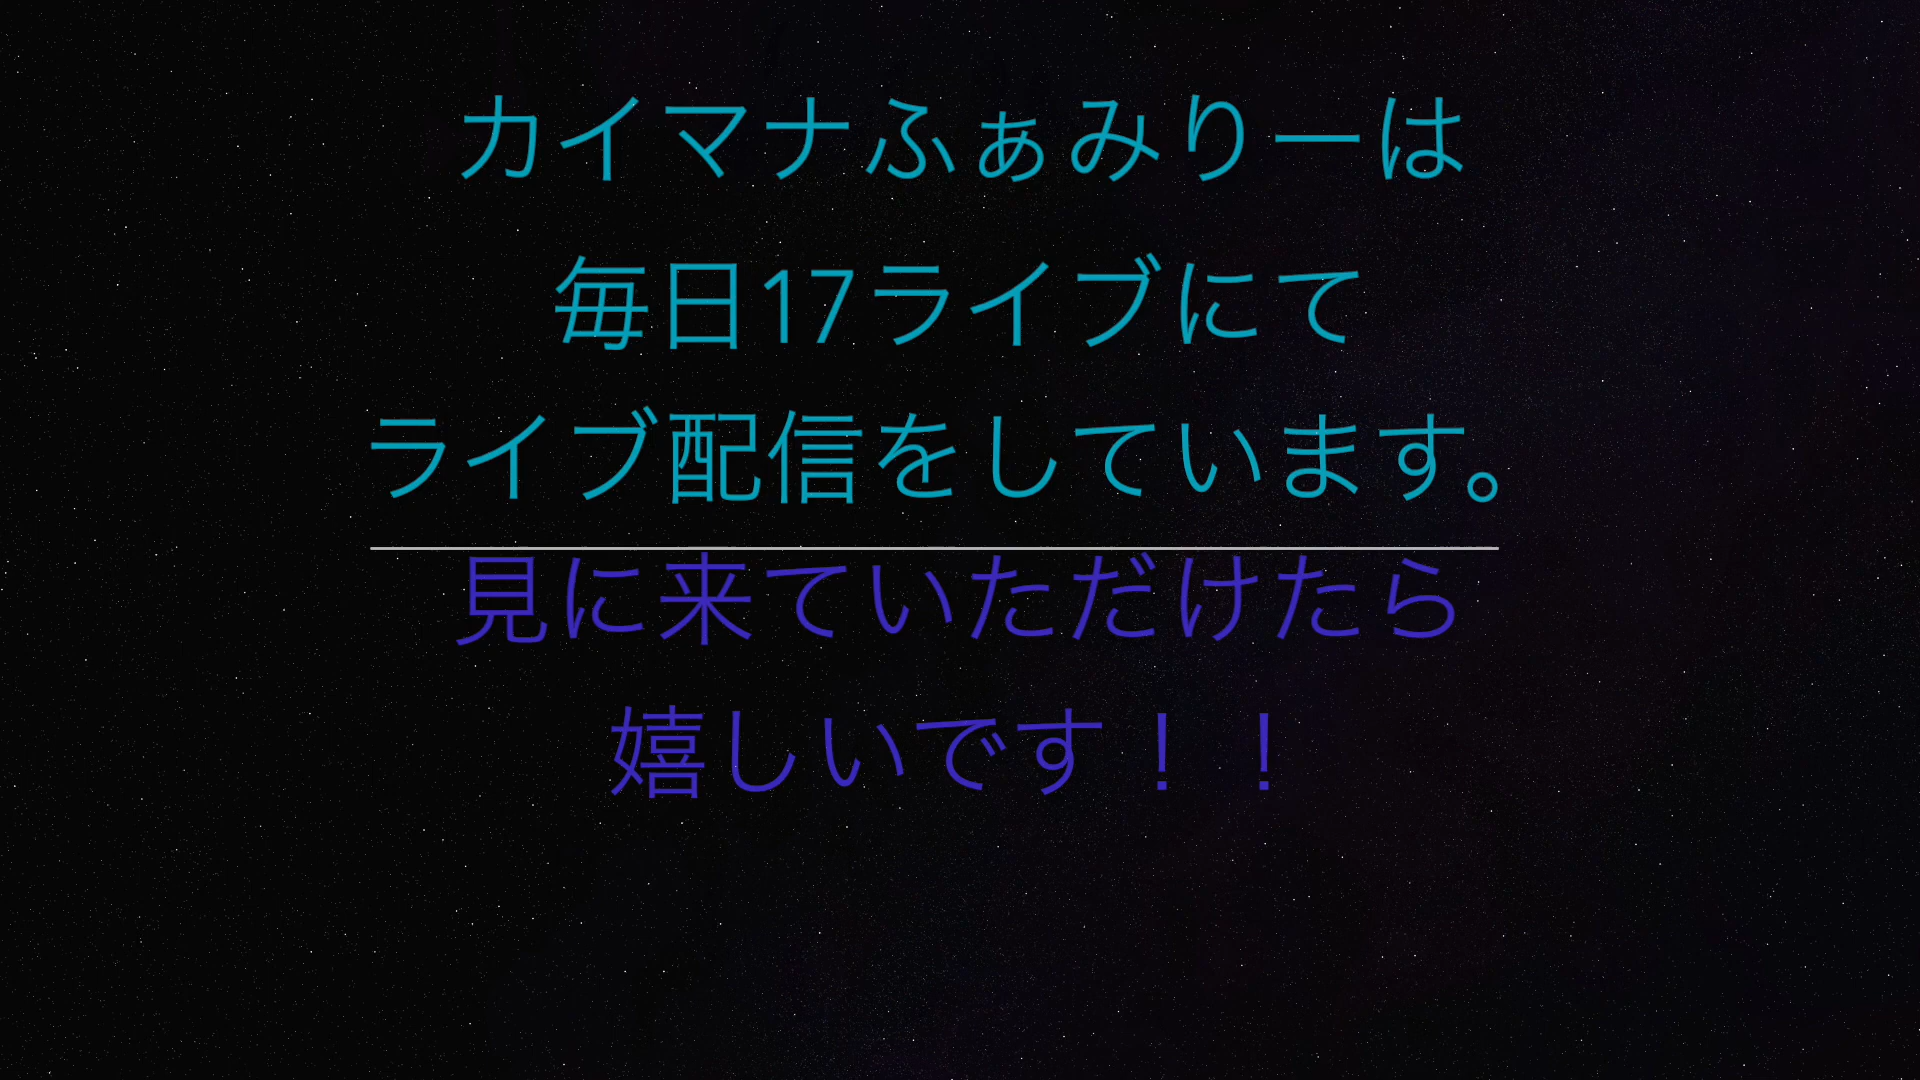 カイマナふぁみりーは
毎日17ライブにて
ライブ配信をしています。
見に来ていただけたら
嬉しいです！！